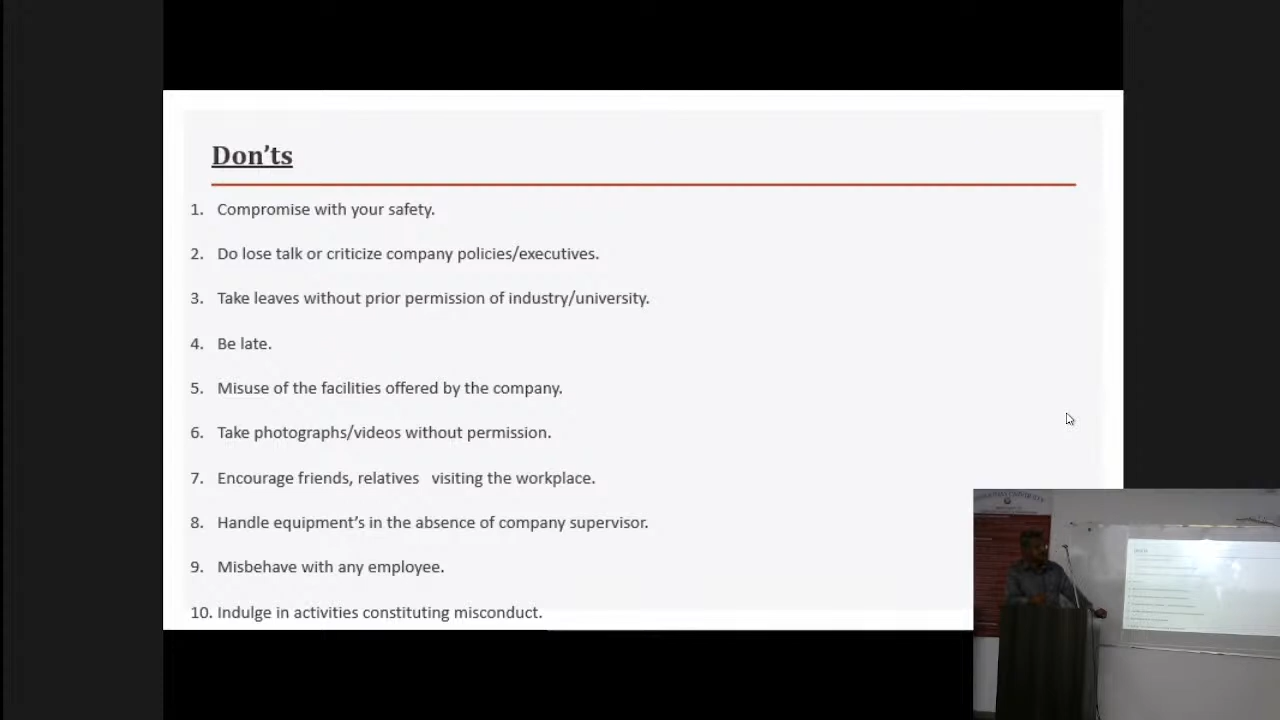 Don'ts
1. Compromise with your safety.
2. Do lose talk or criticize company policies/executives.
3. Take leaves without prior permission of industry/university.
4. Be late.
5. Misuse of the facilities offered by the company.
6. Take photographs/videos without permission.
7. Encourage friends, relatives   visiting the workplace.
8. Handle equipment's in the absence of company supervisor.
9. Misbehave with any employee.
10. Indulge in activities constituting misconduct.